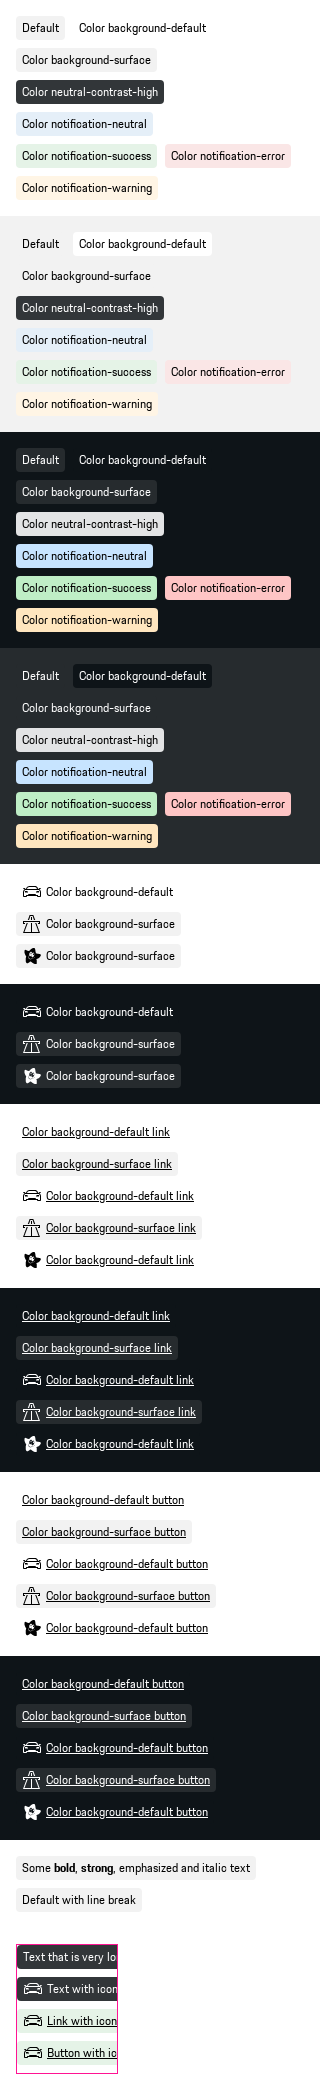 Default Color background-default
Color background-surface
Color neutral-contrast-high
Color notification-neutral
Color notification-success Color notification-error
Color notification-warning
Default Color background-default
Color background-surface
Color neutral-contrast-high
Color notification-neutral
Color notification-success Color notification-error
Color notification-warning
Default Color background-default
Color background-surface
Color neutral-contrast-high
Color notification-neutral
Color notification-success Color notification-error
Color notification-warning
Default Color background-default
Color background-surface
Color neutral-contrast-high
Color notification-neutral
Color notification-success Color notification-error
Color notification-warning
Color background-default
Color background-surface
Color background-surface
Color background-default
Color background-surface
Color background-surface
Color background-default link
Color background-surface link
Color background-default link
Color background-surface link
Color background-default link
Color background-default link
Color background-surface link
Color background-default link
Color background-surface link
Color background-default link
Color background-default button
Color background-surface button
Color background-default button
Color background-surface button
Color background-default button
Color background-default button
Color background-surface button
Color background-default button
Color background-surface button
Color background-default button
Some bold, strong, emphasized and italic text
Default with line break
Text that is very lo
Text with icon
Link with icon
Button with ic